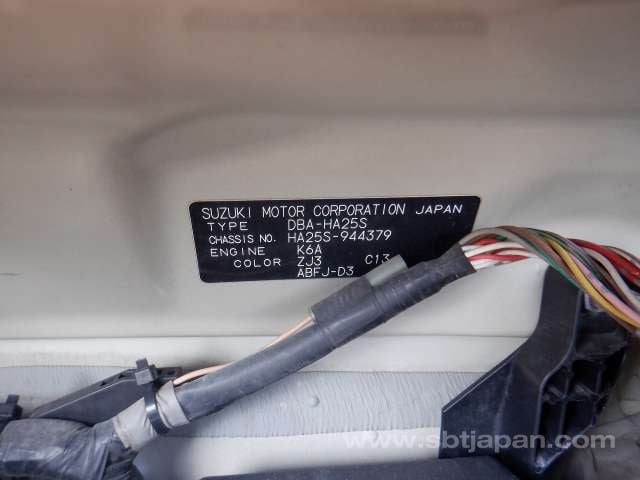 SUZUKI MOTOR CORPORATION JAPAN
TYPE DBA-HA25S
CHASSIS NO. HA25S-944379
ENGINE K6A
COLOR ZJ3 C13
ABFJ-D3
www.sbtjapan.com